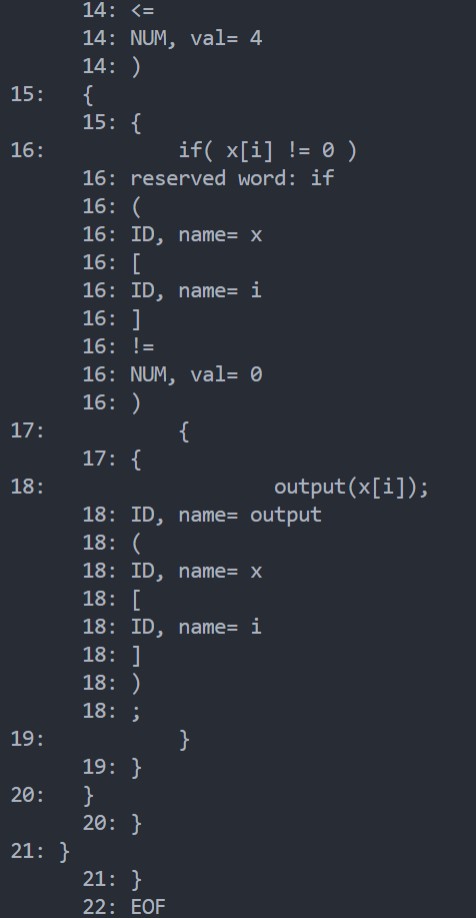 14: <=
14: NUM, val= 4
14: )
15: {
15: {
16: if( x[i] != 0 )
16: reserved word: if
16: (
16: ID, name= x
16: [
16: ID, name= i
16: ]
16: !=
16: NUM, val= 0
16: )
17: {
17: {
18: output(x[i]);
18: ID, name= output
18: (
18: ID, name= x
18: [
18: ID, name= i
18: ]
18: )
18: ;
19: }
19: }
20: }
20: }
21: }
21: }
22: EOF